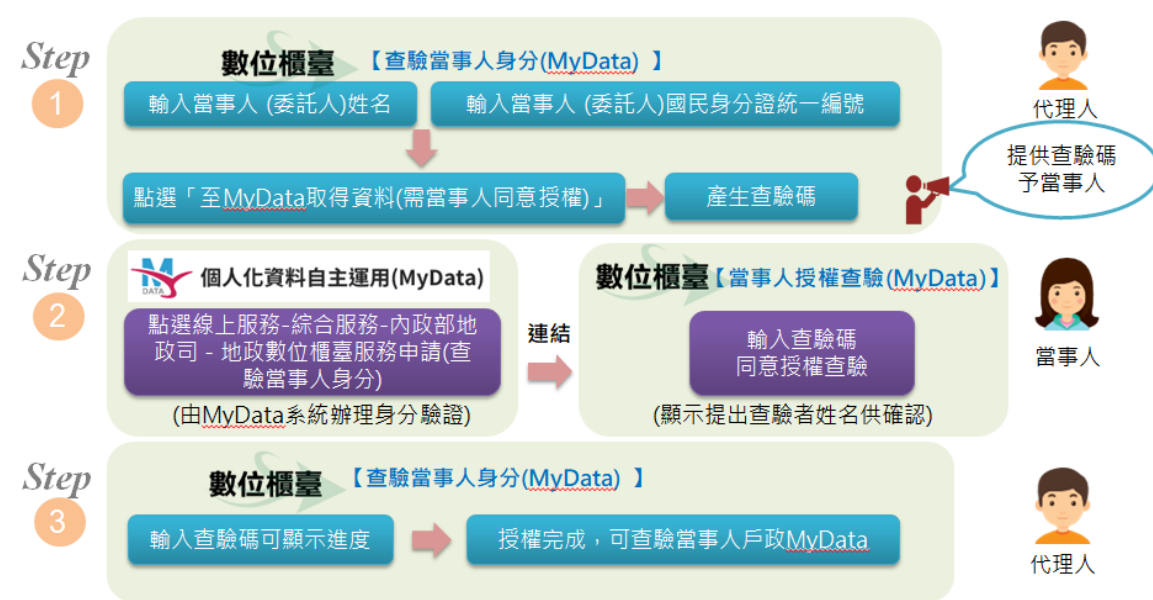 Step
1
數位櫃臺
【查驗當事人身分(MyData) 】
輸入當事人 (委託人)姓名
輸入當事人 (委託人)國民身分證統一編號
點選「至MyData取得資料(需當事人同意授權)」
產生查驗碼
代理人
提供查驗碼
予當事人
Step
2
M
DATA
個人化資料自主運用(MyData)
點選線上服務-綜合服務-內政部地
政司 - 地政數位櫃臺服務申請(查
驗當事人身分)
(由MyData系統辦理身分驗證)
連結
數位櫃臺
【當事人授權查驗(MyData)】
輸入查驗碼
同意授權查驗
(顯示提出查驗者姓名供確認)
當事人
Step
3
數位櫃臺
【查驗當事人身分(MyData) 】
輸入查驗碼可顯示進度
授權完成，可查驗當事人戶政MyData
代理人